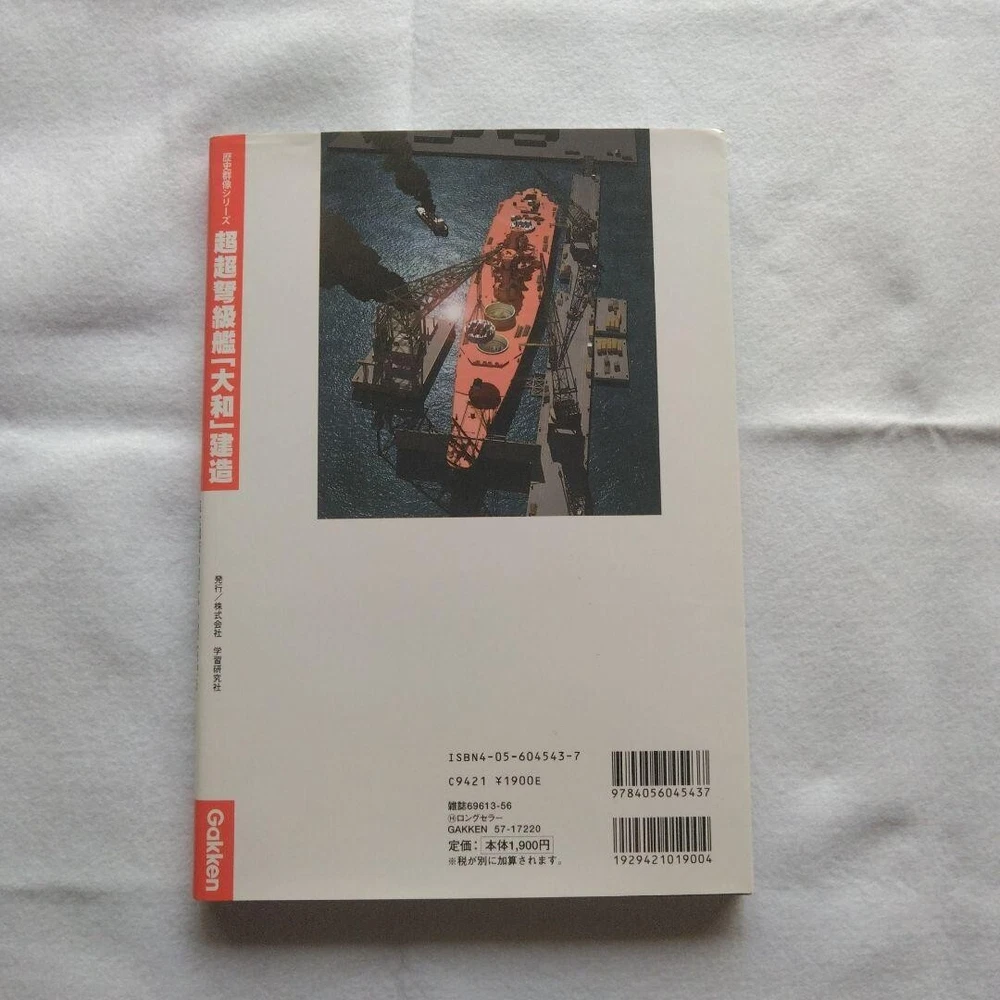 歴史群像シリーズ
超超弩級艦「大和」建造
発行／株式会社 学習研究社
Gakken
ISBN4-05-604543-7
C9421 ¥1900E
雑誌69613-56
Ⓗロングセラー
GAKKEN 57-17220
定価：本体1,900円
※税が別に加算されます。
9784056045437
1929421019004